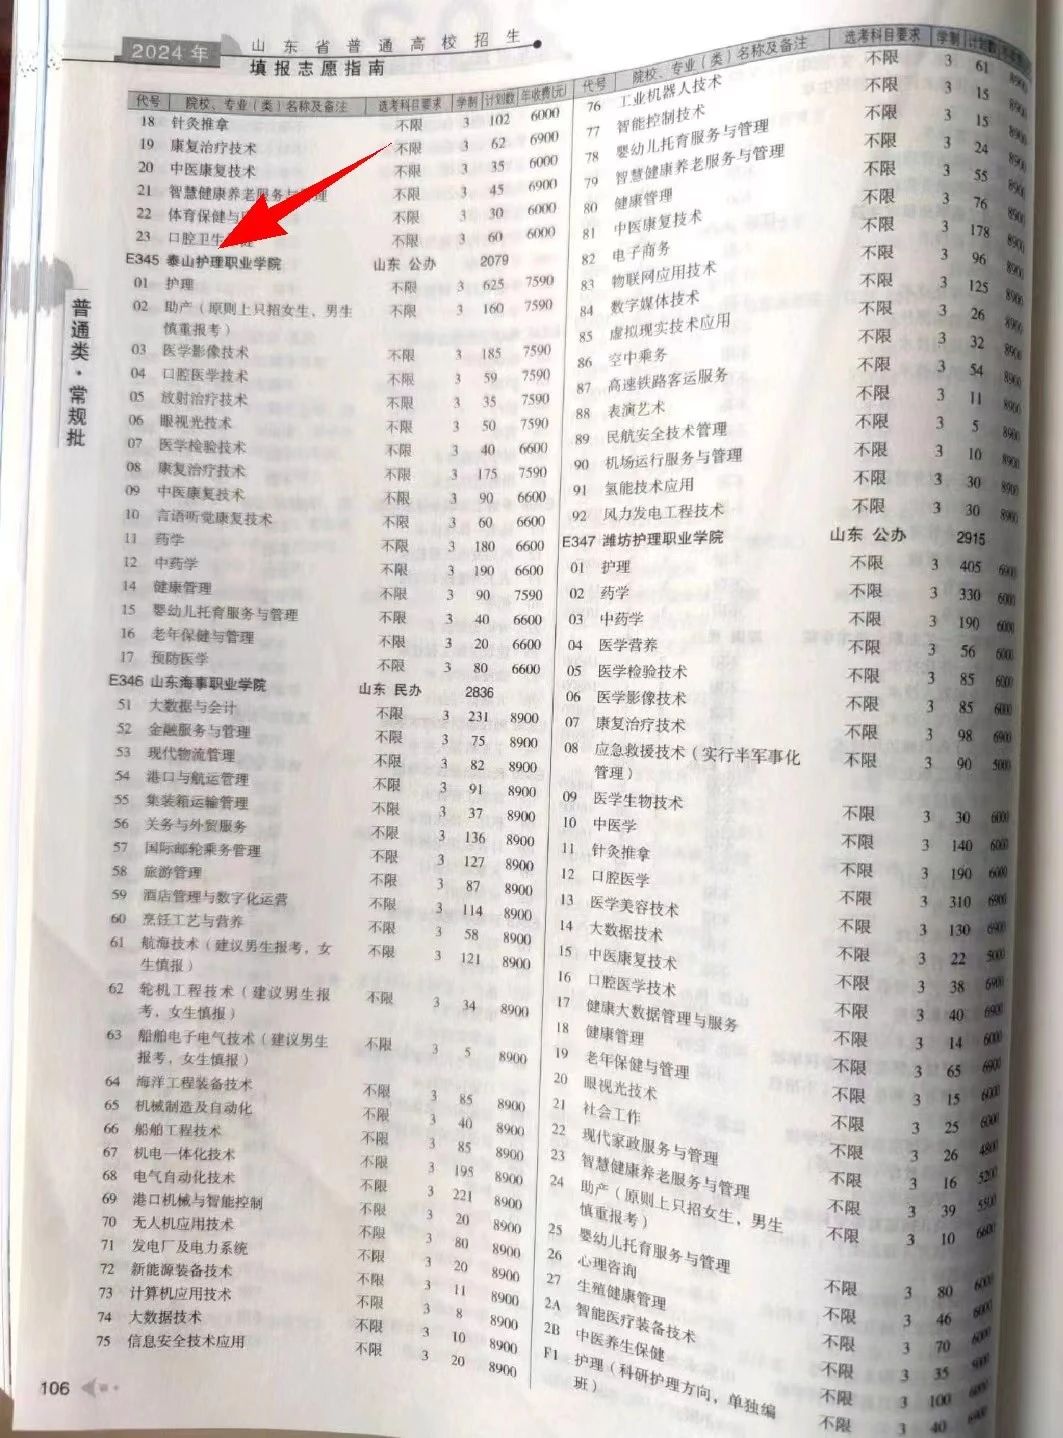 2024年
山东省普通高校招生
填报志愿指南
普通类·常规批
代号 院校、专业(类)名称及备注 选考科目要求 学制 计划数 年收费(元)
18 针灸推拿 不限 3 102 6000
19 康复治疗技术 不限 3 62 6900
20 中医康复技术 不限 3 35 6000
21 智慧健康养老服务与管理 不限 3 45 6900
22 体育保健与 不限 3 30 6000
23 口腔卫生 不限 3 60 6000
E345 泰山护理职业学院 山东 公办 2079
01 护理 不限 3 625 7590
02 助产(原则上只招女生、男生 不限 3 160 7590
慎重报考)
03 医学影像技术 不限 3 185 7590
04 口腔医学技术 不限 3 59 7590
05 放射治疗技术 不限 3 35 7590
06 眼视光技术 不限 3 50 7590
07 医学检验技术 不限 3 40 6600
08 康复治疗技术 不限 3 175 7590
09 中医康复技术 不限 3 90 6600
10 言语听觉康复技术 不限 3 60 6600
11 药学 不限 3 180 6600
12 中药学 不限 3 190 6600
14 健康管理 不限 3 90 7590
15 婴幼儿托育服务与管理 不限 3 40 6600
16 老年保健与管理 不限 3 20 6600
17 预防医学 不限 3 80 6600
E346 山东海事职业学院 山东 民办 2836
51 大数据与会计 不限 3 231 8900
52 金融服务与管理 不限 3 75 8900
53 现代物流管理 不限 3 82 8900
54 港口与航运管理 不限 3 91 8900
55 集装箱运输管理 不限 3 37 8900
56 关务与外贸服务 不限 3 136 8900
57 国际邮轮乘务管理 不限 3 127 8900
58 旅游管理 不限 3 87 8900
59 酒店管理与数字化运营 不限 3 114 8900
60 烹饪工艺与营养 不限 3 58 8900
61 航海技术(建议男生报考,女 不限 3 121 8900
生慎报)
62 轮机工程技术(建议男生报 不限 3 34 8900
考,女生慎报)
63 船舶电子电气技术(建议男生 不限 3 5 8900
报考,女生慎报)
64 海洋工程装备技术 不限 3 85 8900
65 机械制造及自动化 不限 3 40 8900
66 船舶工程技术 不限 3 85 8900
67 机电一体化技术 不限 3 195 8900
68 电气自动化技术 不限 3 221 8900
69 港口机械与智能控制 不限 3 20 8900
70 无人机应用技术 不限 3 80 8900
71 发电厂及电力系统 不限 3 20 8900
72 新能源装备技术 不限 3 11 8900
73 计算机应用技术 不限 3 8 8900
74 大数据技术 不限 3 10 8900
75 信息安全技术应用 不限 3 20 8900
106
代号 院校、专业(类)名称及备注 选考科目要求 学制 计划数
76 工业机器人技术 不限 3 61 8900
77 智能控制技术 不限 3 15 8900
78 婴幼儿托育服务与管理 不限 3 15 8900
79 智慧健康养老服务与管理 不限 3 24 8900
80 健康管理 不限 3 55 8900
81 中医康复技术 不限 3 76 8900
82 电子商务 不限 3 178 8900
83 物联网应用技术 不限 3 96 8900
84 数字媒体技术 不限 3 125 8900
85 虚拟现实技术应用 不限 3 26 8900
86 空中乘务 不限 3 32 8900
87 高速铁路客运服务 不限 3 54 8900
88 表演艺术 不限 3 11 8900
89 民航安全技术管理 不限 3 5 8900
90 机场运行服务与管理 不限 3 10 8900
91 氢能技术应用 不限 3 30 8900
92 风力发电工程技术 不限 3 30 8900
E347 潍坊护理职业学院 山东 公办 2915
01 护理 不限 3 405 6900
02 药学 不限 3 330 6000
03 中药学 不限 3 190 6000
04 医学营养 不限 3 56 6000
05 医学检验技术 不限 3 85 6000
06 医学影像技术 不限 3 85 6000
07 康复治疗技术 不限 3 98 6900
08 应急救援技术(实行半军事化 不限 3 90 5000
管理)
09 医学生物技术 不限 3 30 6000
10 中医学 不限 3 140 6000
11 针灸推拿 不限 3 190 6000
12 口腔医学 不限 3 310 6900
13 医学美容技术 不限 3 130 6900
14 大数据技术 不限 3 22 5000
15 中医康复技术 不限 3 38 6900
16 口腔医学技术 不限 3 40 6900
17 健康大数据管理与服务 不限 3 14 6000
18 健康管理 不限 3 65 6900
19 老年保健与管理 不限 3 15 6000
20 眼视光技术 不限 3 25 6000
21 社会工作 不限 3 26 4800
22 现代家政服务与管理 不限 3 16 5200
23 智慧健康养老服务与管理 不限 3 39 5500
24 助产(原则上只招女生、男生 不限 3 10 6600
慎重报考)
25 婴幼儿托育服务与管理 不限 3 80 6000
26 心理咨询 不限 3 46 6000
27 生殖健康管理 不限 3 70 6000
2A 智能医疗装备技术 不限 3 35 5000
2B 中医养生保健 不限 3 100 6000
F1 护理(科研护理方向,单独编 不限 3 40 6900
班)